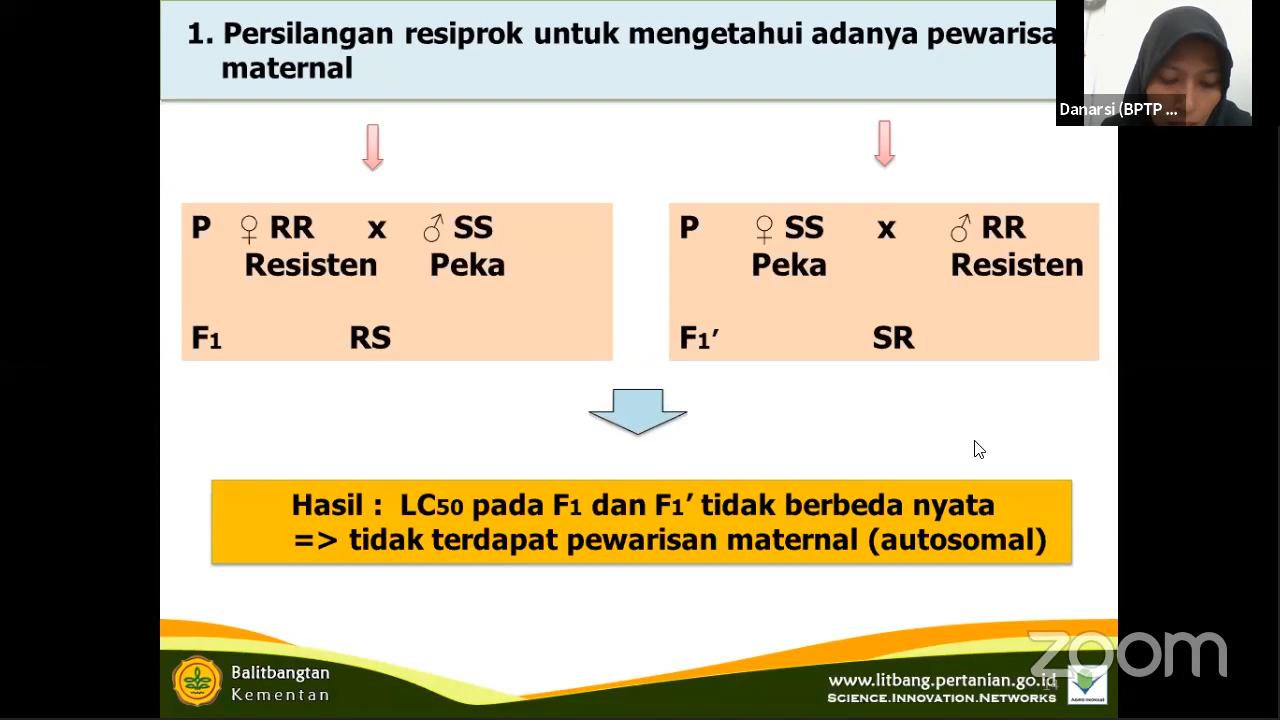 1. Persilangan resiprok untuk mengetahui adanya pewarisa
maternal
Danarsi (BPTP ...
P ♀ RR x ♂ SS
Resisten Peka
F1 RS
P ♀ SS x ♂ RR
Peka Resisten
F1’ SR
Hasil : LC50 pada F1 dan F1’ tidak berbeda nyata
=> tidak terdapat pewarisan maternal (autosomal)
Balitbangtan
Kementan
www.litbang.pertanian.go.id
Science.Innovation.Networks
14
zoom